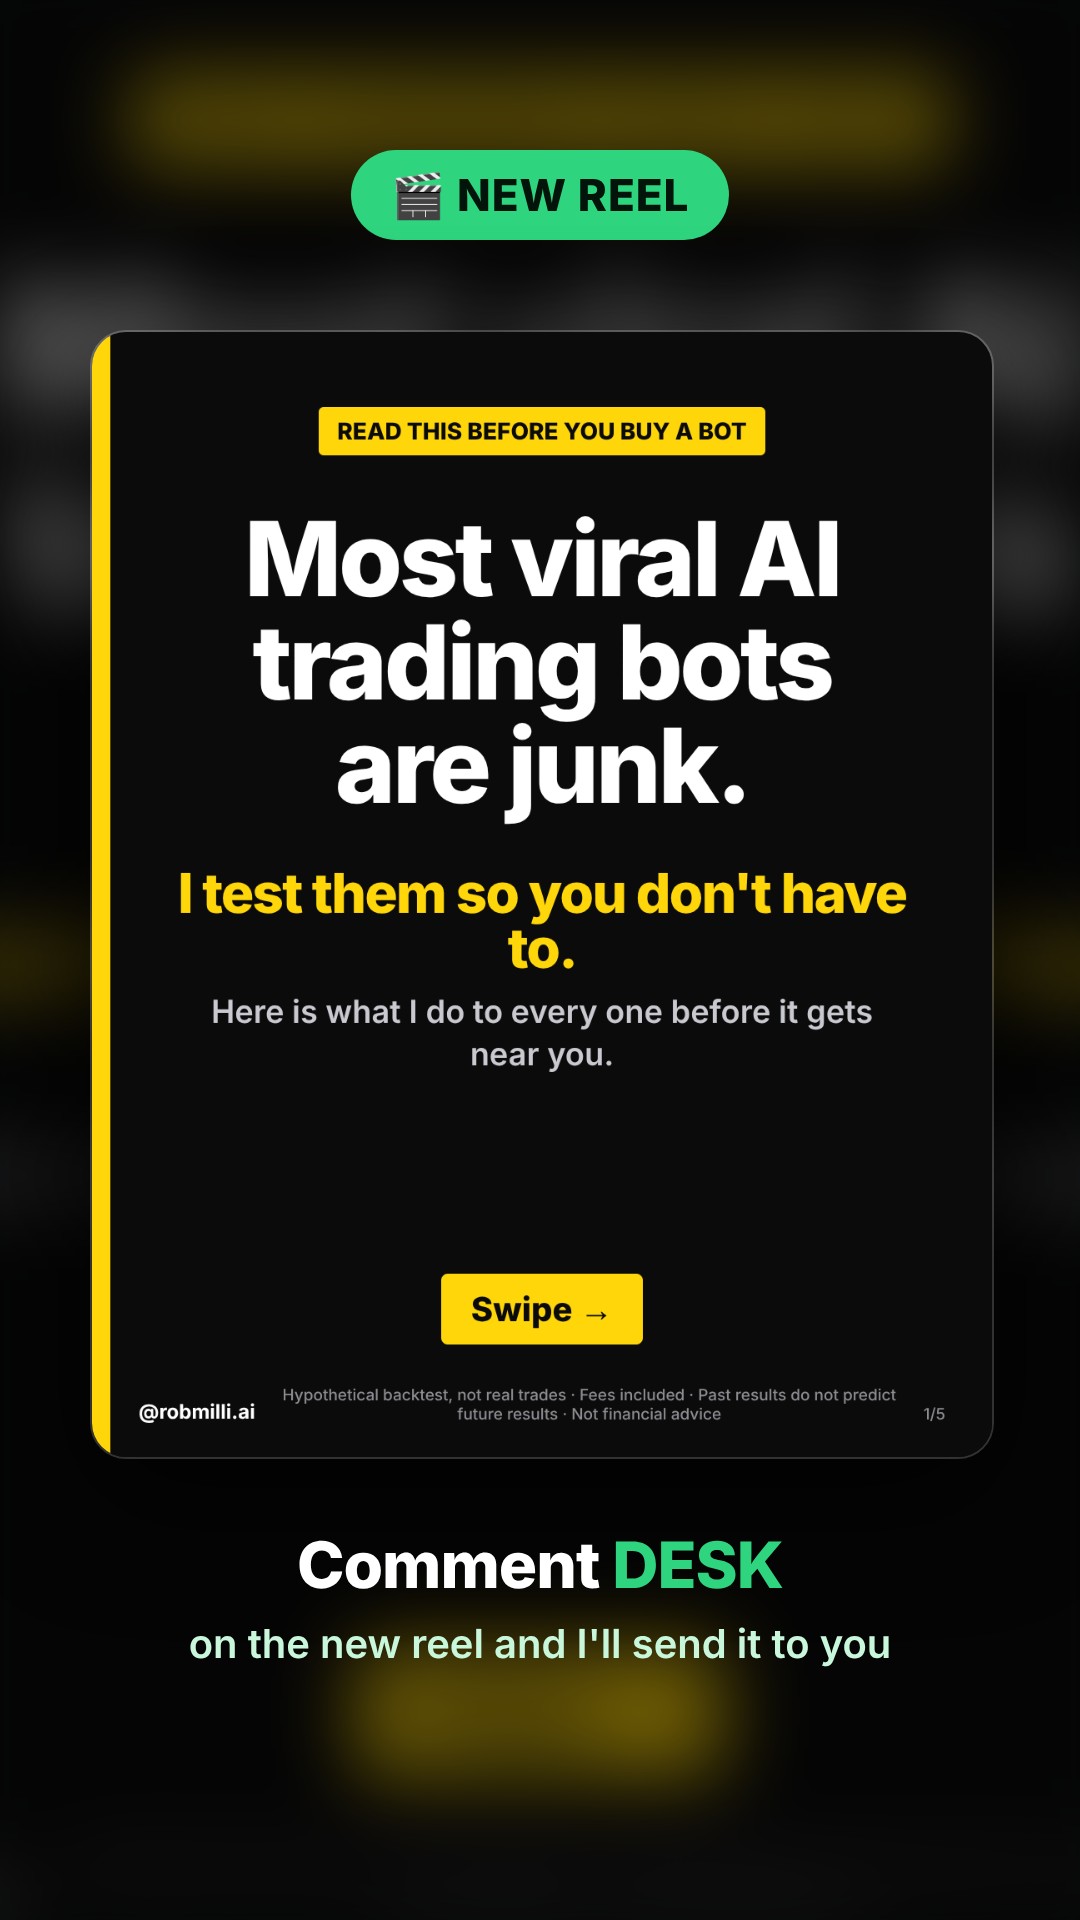 🎬 NEW REEL
READ THIS BEFORE YOU BUY A BOT
Most viral AI
trading bots
are junk.
I test them so you don't have
to.
Here is what I do to every one before it gets
near you.
Swipe →
@robmilli.ai
Hypothetical backtest, not real trades · Fees included · Past results do not predict
future results · Not financial advice
1/5
Comment DESK
on the new reel and I'll send it to you